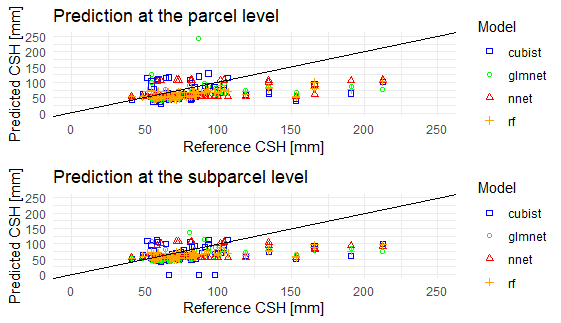 Prediction at the parcel level
Predicted CSH [mm]
250
200
150
100
50
0
0 50 100 150 200 250
Reference CSH [mm]
Model
cubist
glmnet
nnet
rf
Prediction at the subparcel level
Predicted CSH [mm]
250
200
150
100
50
0
0 50 100 150 200 250
Reference CSH [mm]
Model
cubist
glmnet
nnet
rf